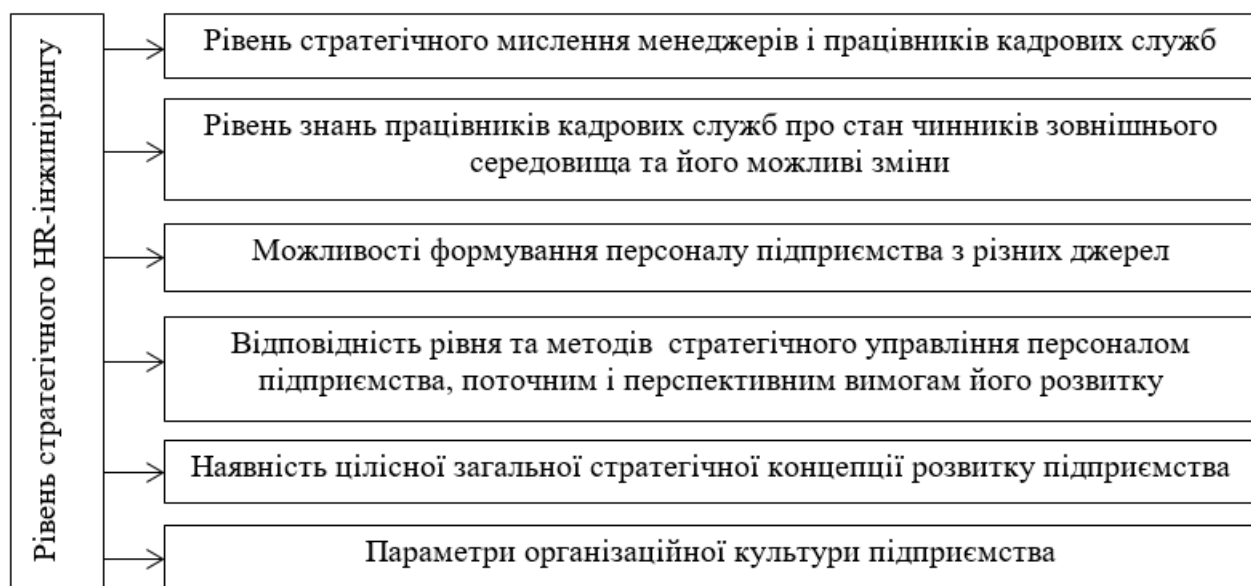 Рівень стратегічного HR-інжинірингу
Рівень стратегічного мислення менеджерів і працівників кадрових служб
Рівень знань працівників кадрових служб про стан чинників зовнішнього
середовища та його можливі зміни
Можливості формування персоналу підприємства з різних джерел
Відповідність рівня та методів стратегічного управління персоналом
підприємства, поточним і перспективним вимогам його розвитку
Наявність цілісної загальної стратегічної концепції розвитку підприємства
Параметри організаційної культури підприємства